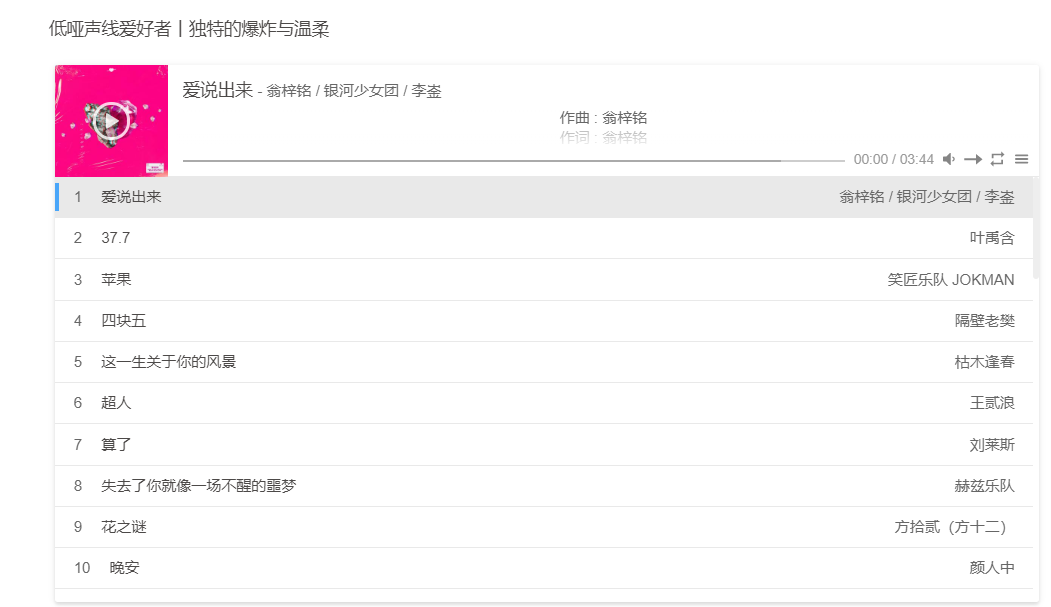 低哑声线爱好者丨独特的爆炸与温柔
爱说出来 - 翁梓铭 / 银河少女团 / 李崟
作曲 : 翁梓铭
作词 : 翁梓铭
00:00 / 03:44
1 爱说出来 翁梓铭 / 银河少女团 / 李崟
2 37.7 叶禹含
3 苹果 笑匠乐队 JOKMAN
4 四块五 隔壁老樊
5 这一生关于你的风景 枯木逢春
6 超人 王贰浪
7 算了 刘莱斯
8 失去了你就像一场不醒的噩梦 赫兹乐队
9 花之谜 方拾贰（方十二）
10 晚安 颜人中